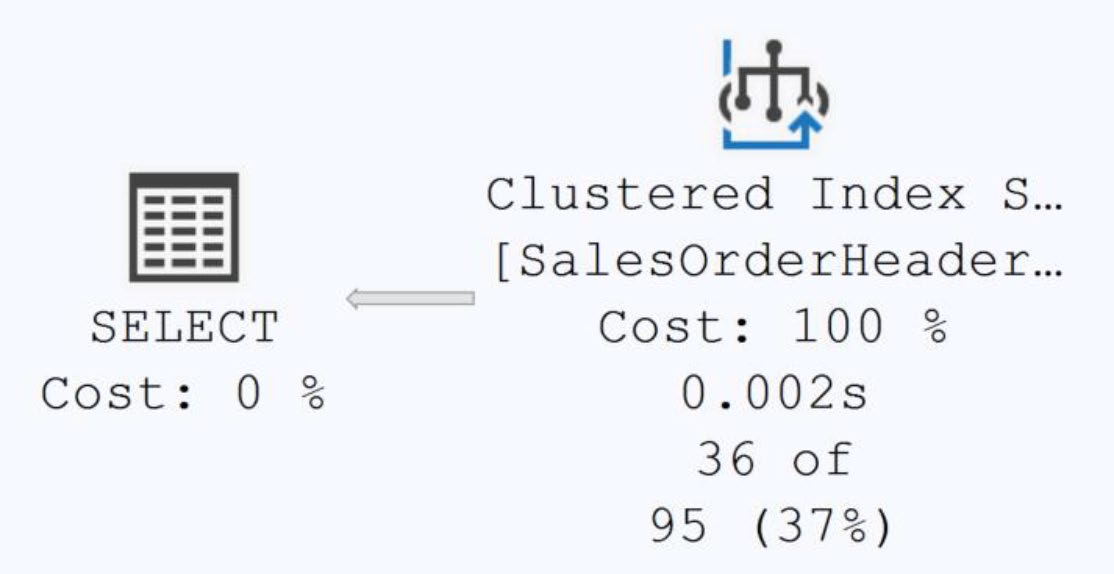 SELECT
Cost: 0 %
Clustered Index S…
[SalesOrderHeader…
Cost: 100 %
0.002s
36 of
95 (37%)